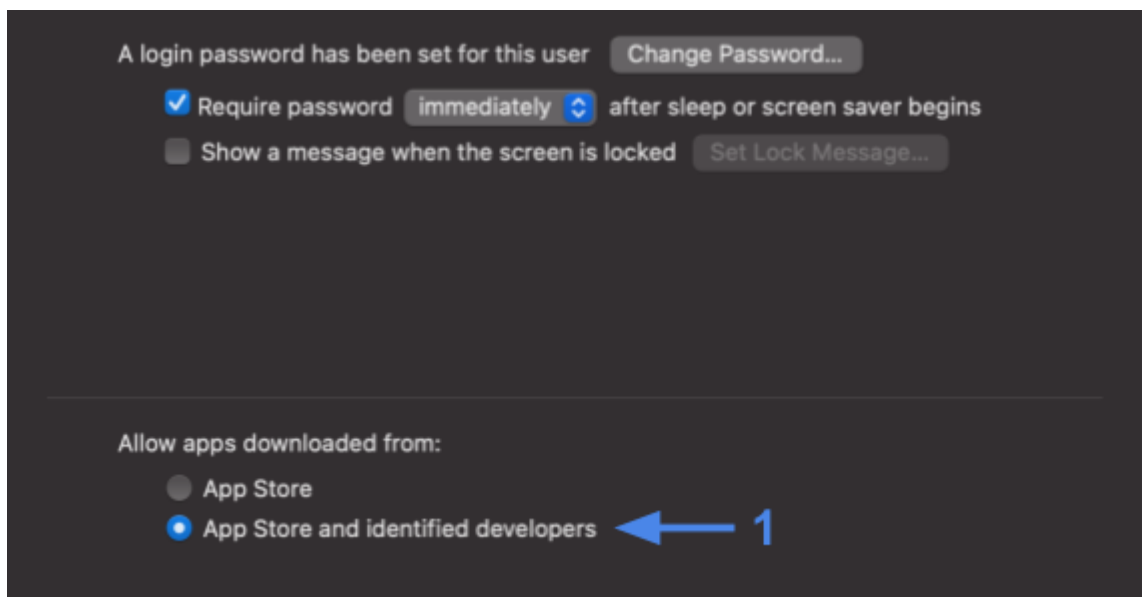 A login password has been set for this user Change Password...
Require password immediately after sleep or screen saver begins
Show a message when the screen is locked Set Lock Message...
Allow apps downloaded from:
App Store
App Store and identified developers 1